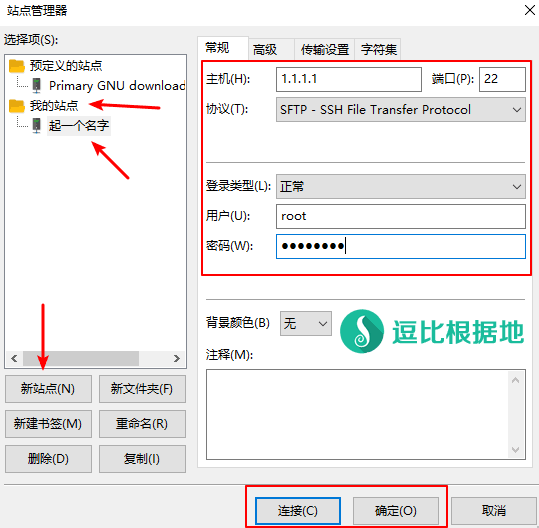 站点管理器
选择项(S):
预定义的站点
Primary GNU download
我的站点
起一个名字
新站点(N)
新文件夹(F)
新建书签(M)
重命名(R)
删除(D)
复制(I)
常规
高级
传输设置
字符集
主机(H):
1.1.1.1
端口(P):
22
协议(T):
SFTP - SSH File Transfer Protocol
登录类型(L):
正常
用户(U):
root
密码(W):
●●●●●●●●
背景颜色(B)
无
逗比根据地
注释(M):
连接(C)
确定(O)
取消